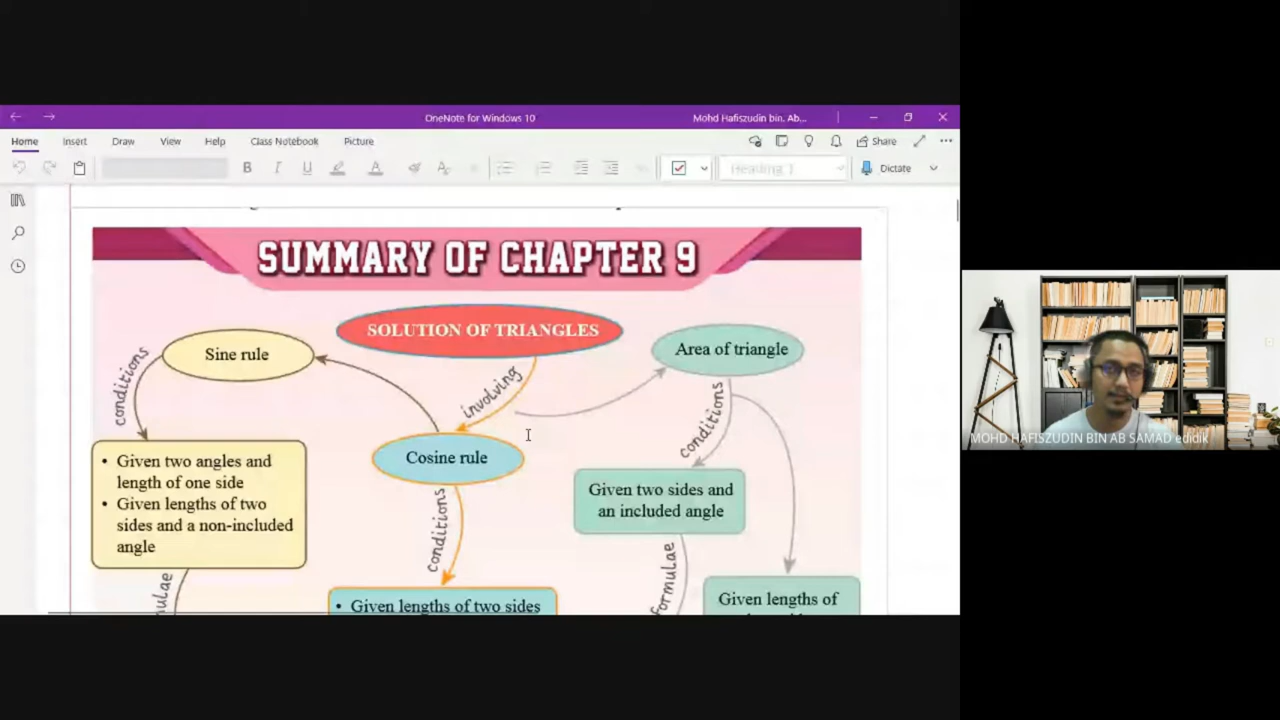 OneNote for Windows 10
Mohd Hafiszudin bin. Ab...
Home Insert Draw View Help Class Notebook Picture
Share
B I U
Heading 1
Dictate
SUMMARY OF CHAPTER 9
SOLUTION OF TRIANGLES
Sine rule
Area of triangle
conditions
involving
Cosine rule
conditions
• Given two angles and
length of one side
• Given lengths of two
sides and a non-included
angle
conditions
Given two sides and
an included angle
formulae
• Given lengths of two sides
Given lengths of
MOHD HAFISZUDIN BIN AB SAMAD edidik